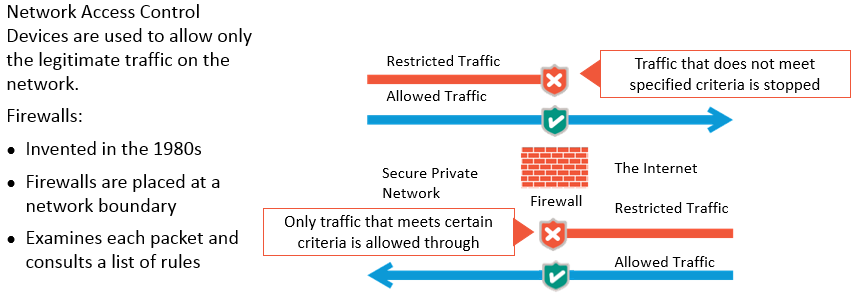 Network Access Control
Devices are used to allow only
the legitimate traffic on the
network.
Firewalls:
• Invented in the 1980s
• Firewalls are placed at a
network boundary
• Examines each packet and
consults a list of rules
Restricted Traffic
Traffic that does not meet
specified criteria is stopped
Allowed Traffic
Secure Private
Network
Firewall
The Internet
Only traffic that meets certain
criteria is allowed through
Restricted Traffic
Allowed Traffic